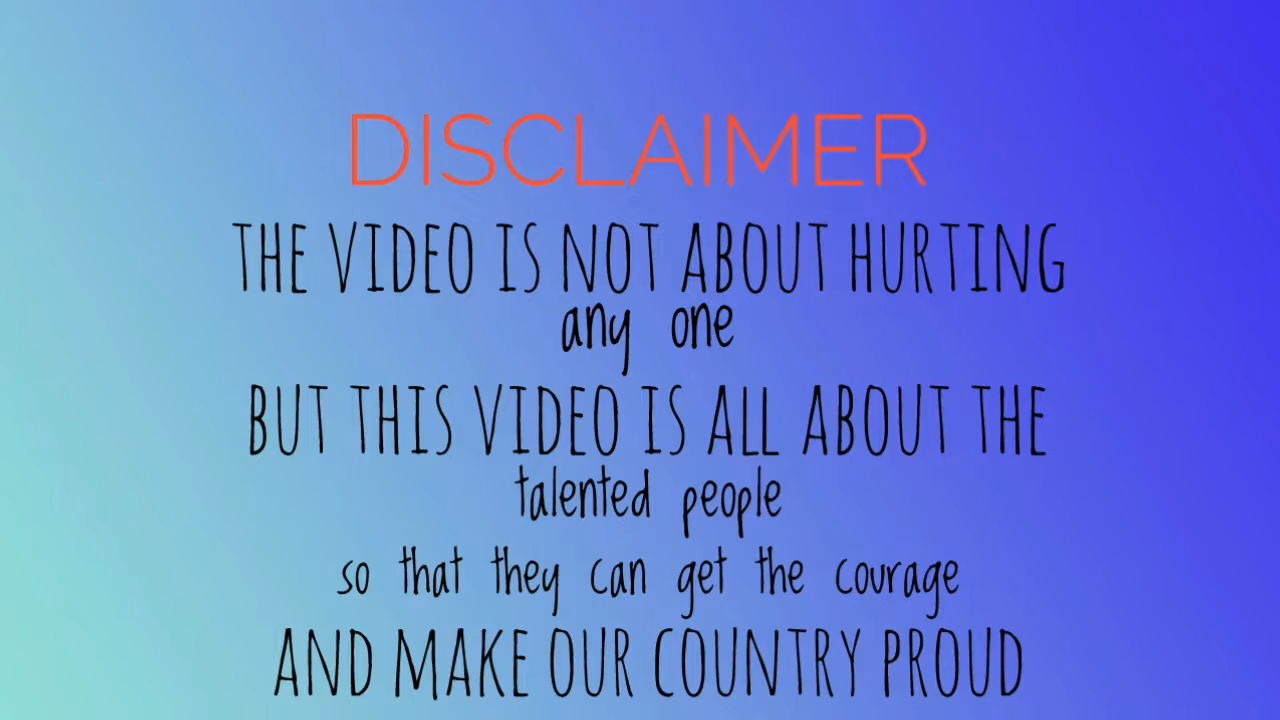 DISCLAIMER
THE VIDEO IS NOT ABOUT HURTING
any one
BUT THIS VIDEO IS ALL ABOUT THE
talented people
so that they can get the courage
AND MAKE OUR COUNTRY PROUD